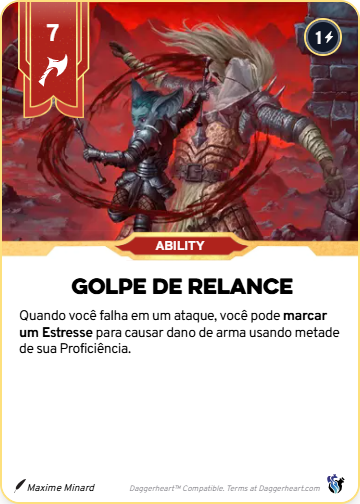 7
1
ABILITY
GOLPE DE RELANCE
Quando você falha em um ataque, você pode marcar
um Estresse para causar dano de arma usando metade
de sua Proficiência.
Maxime Minard
Daggerheart™ Compatible. Terms at Daggerheart.com